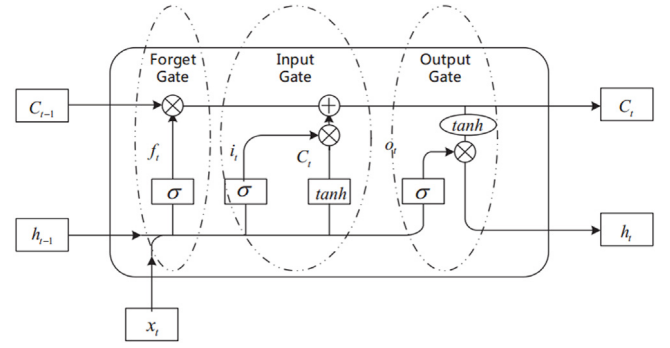 Forget
Gate
Input
Gate
Output
Gate
C_{t-1}
C_t
tanh
f_t
i_t
C_t
o_t
σ
σ
tanh
σ
h_{t-1}
h_t
x_t